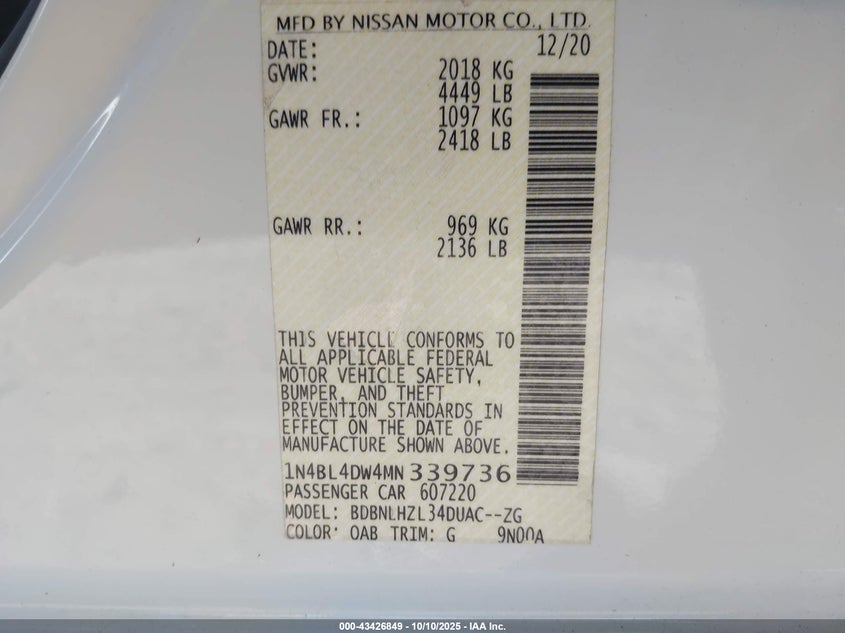 MFD BY NISSAN MOTOR CO., LTD.
DATE: 12/20
GVWR: 2018 KG
4449 LB
GAWR FR.: 1097 KG
2418 LB
GAWR RR.: 969 KG
2136 LB
THIS VEHICLE CONFORMS TO
ALL APPLICABLE FEDERAL
MOTOR VEHICLE SAFETY,
BUMPER, AND THEFT
PREVENTION STANDARDS IN
EFFECT ON THE DATE OF
MANUFACTURE SHOWN ABOVE.
1N4BL4DW4MN339736
PASSENGER CAR 607220
MODEL: BDBNLHZL34DUAC--ZG
COLOR: QAB TRIM: G 9N00A
000-43426849 - 10/10/2025 - IAA Inc.